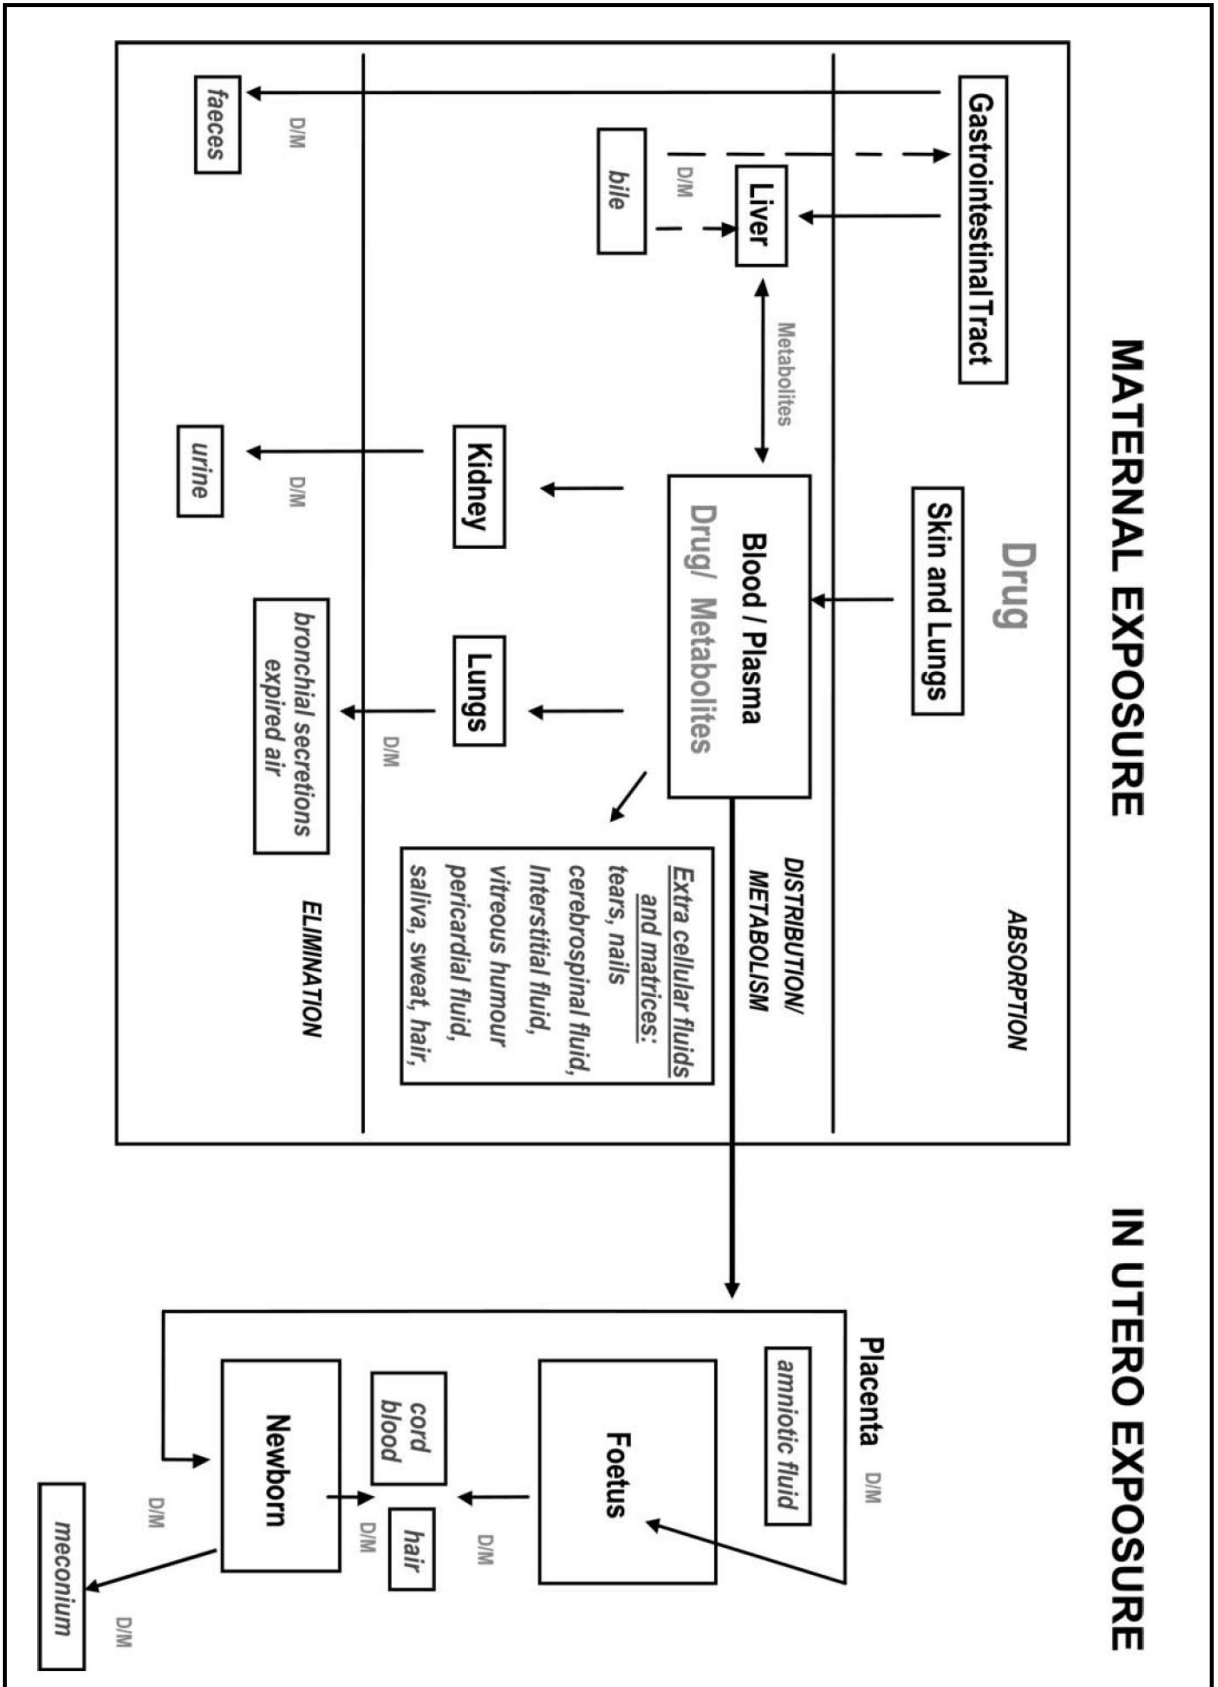 MATERNAL EXPOSURE
IN UTERO EXPOSURE
Drug
ABSORPTION
Gastrointestinal Tract
Skin and Lungs
DISTRIBUTION/
METABOLISM
Liver
Metabolites
Blood / Plasma
Drug/ Metabolites
D/M
bile
Extra cellular fluids
and matrices:
tears, nails
cerebrospinal fluid,
Interstitial fluid,
vitreous humour
pericardial fluid,
saliva, sweat, hair,
Kidney
Lungs
D/M
D/M
D/M
ELIMINATION
faeces
urine
bronchial secretions
expired air
Placenta
D/M
amniotic fluid
Foetus
D/M
cord
blood
hair
D/M
Newborn
D/M
D/M
meconium